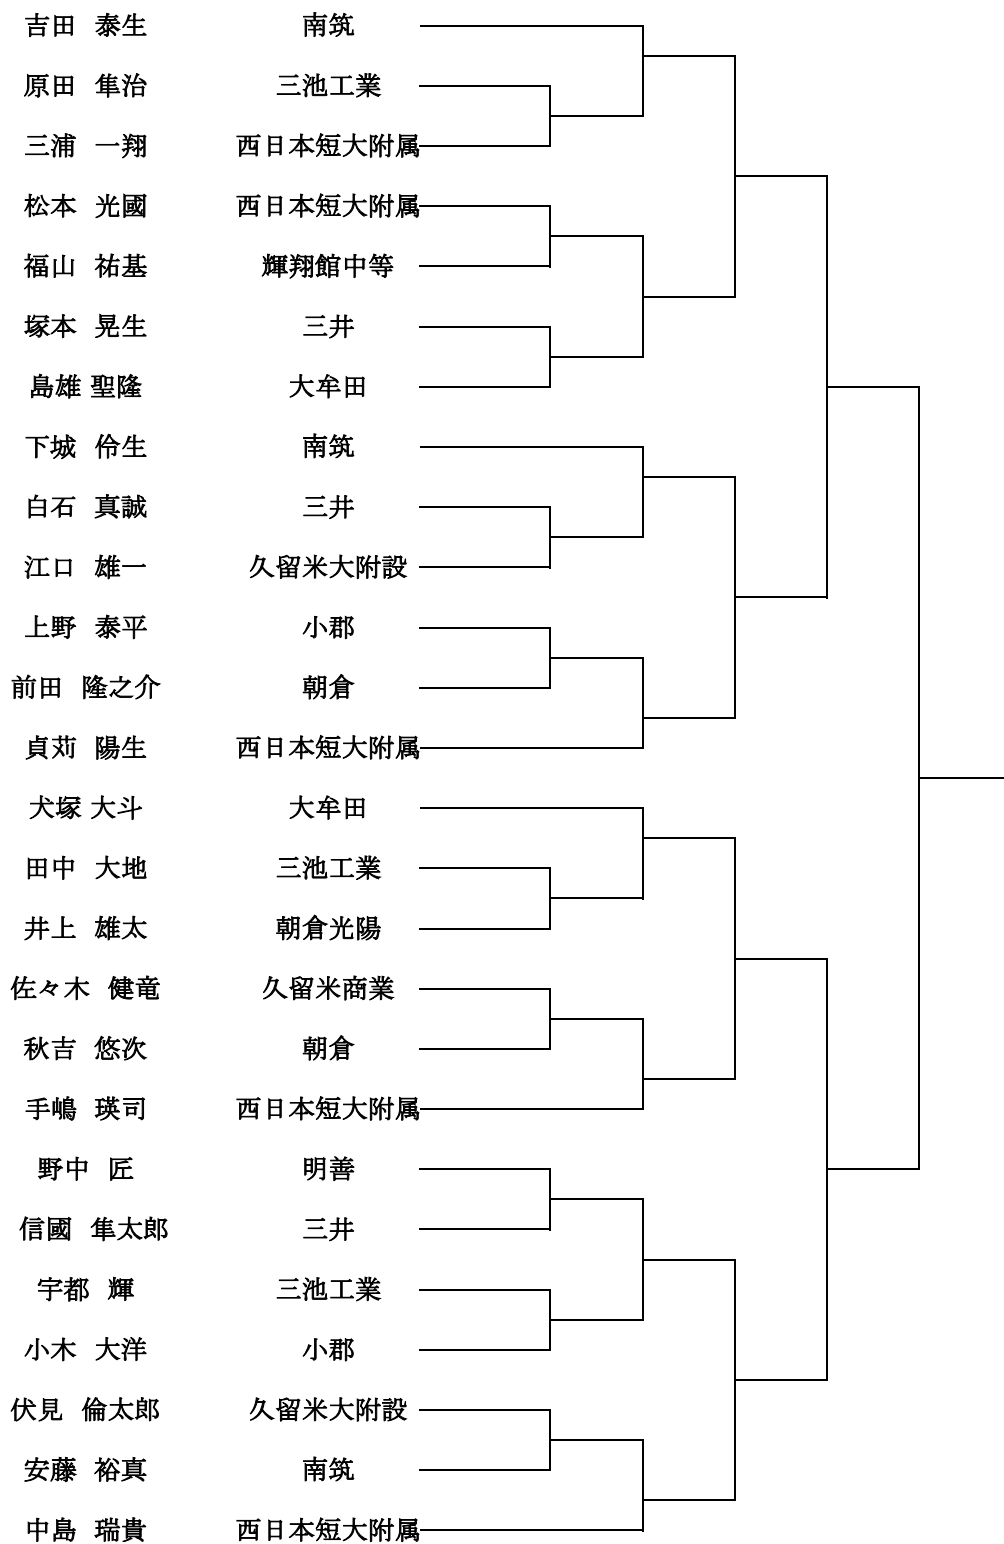 吉田 泰生 南筑
原田 隼治 三池工業
三浦 一翔 西日本短大附属
松本 光國 西日本短大附属
福山 祐基 輝翔館中等
塚本 晃生 三井
島雄 聖隆 大牟田
下城 伶生 南筑
白石 真誠 三井
江口 雄一 久留米大附設
上野 泰平 小郡
前田 隆之介 朝倉
貞苅 陽生 西日本短大附属
犬塚 大斗 大牟田
田中 大地 三池工業
井上 雄太 朝倉光陽
佐々木 健竜 久留米商業
秋吉 悠次 朝倉
手嶋 瑛司 西日本短大附属
野中 匠 明善
信國 隼太郎 三井
宇都 輝 三池工業
小木 大洋 小郡
伏見 倫太郎 久留米大附設
安藤 裕真 南筑
中島 瑞貴 西日本短大附属